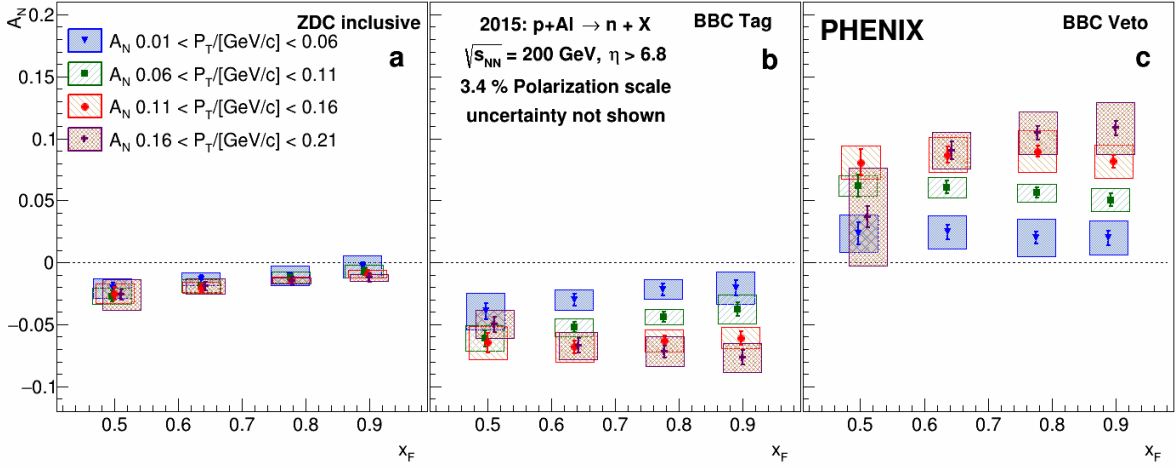 A_N
0.2
0.15
0.1
0.05
0
−0.05
−0.1
ZDC inclusive
a
A_N 0.01 < P_T/[GeV/c] < 0.06
A_N 0.06 < P_T/[GeV/c] < 0.11
A_N 0.11 < P_T/[GeV/c] < 0.16
A_N 0.16 < P_T/[GeV/c] < 0.21
0.5 0.6 0.7 0.8 0.9
x_F
2015: p+Al → n + X
BBC Tag
√s_NN = 200 GeV, η > 6.8
b
3.4 % Polarization scale
uncertainty not shown
0.5 0.6 0.7 0.8 0.9
x_F
PHENIX
BBC Veto
c
0.5 0.6 0.7 0.8 0.9
x_F